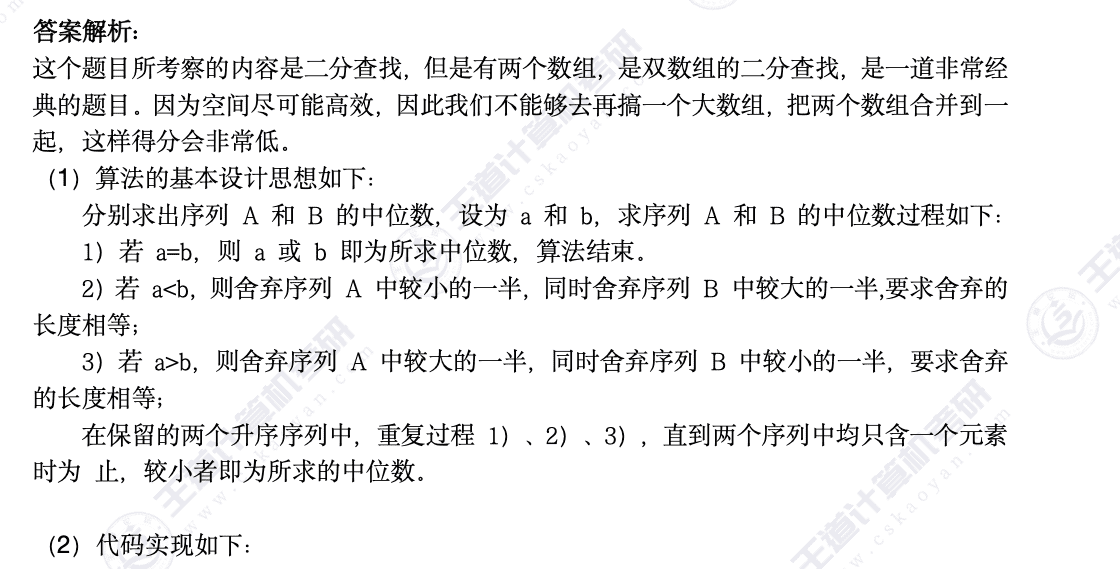 答案解析：
这个题目所考察的内容是二分查找，但是有两个数组，是双数组的二分查找，是一道非常经
典的题目。因为空间尽可能高效，因此我们不能够去再搞一个大数组，把两个数组合并到一
起，这样得分会非常低。
（1）算法的基本设计思想如下：
分别求出序列 A 和 B 的中位数，设为 a 和 b，求序列 A 和 B 的中位数过程如下：
1）若 a=b，则 a 或 b 即为所求中位数，算法结束。
2）若 a<b，则舍弃序列 A 中较小的一半，同时舍弃序列 B 中较大的一半,要求舍弃的
长度相等；
3）若 a>b，则舍弃序列 A 中较大的一半，同时舍弃序列 B 中较小的一半，要求舍弃
的长度相等；
在保留的两个升序序列中，重复过程 1）、2）、3），直到两个序列中均只含一个元素
时为 止，较小者即为所求的中位数。
（2）代码实现如下：
王道计算机考研
www.cskaoyan.com